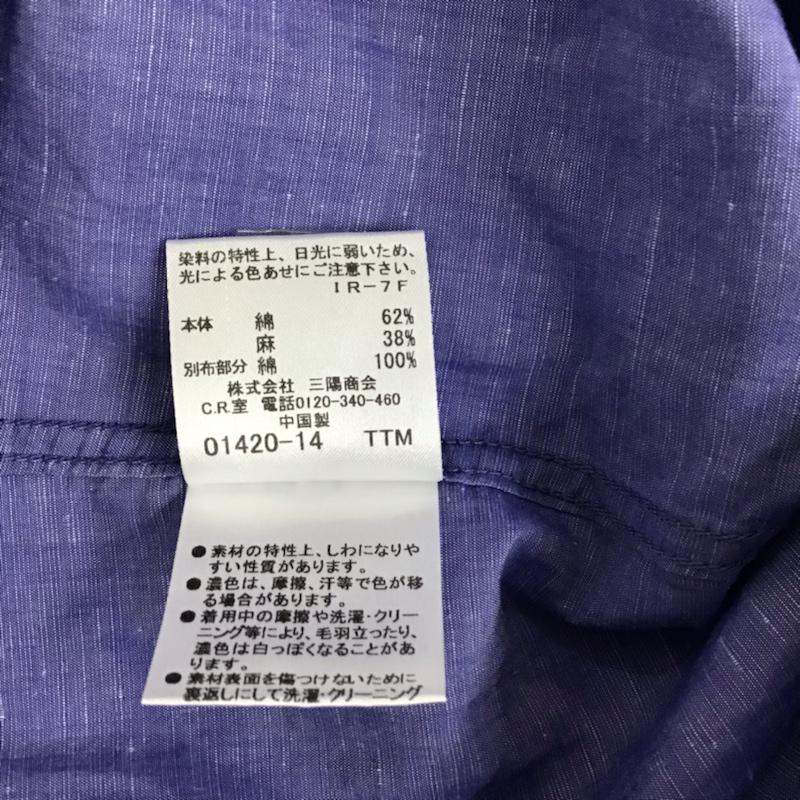 染料の特性上、日光に弱いため、
光による色あせにご注意下さい。
IR-7F
本体 綿 62%
麻 38%
別布部分 綿 100%
株式会社 三陽商会
C.R.室 電話0120-340-460
中国製
01420-14 TTM
●素材の特性上、しわになりや
すい性質があります。
●濃色は、摩擦、汗等で色が移
る場合があります。
●着用中の摩擦や洗濯・クリー
ニング等により、毛羽立ったり、
濃色は白っぽくなることがあ
ります。
●素材表面を傷つけないために
裏返しにして洗濯・クリーニング